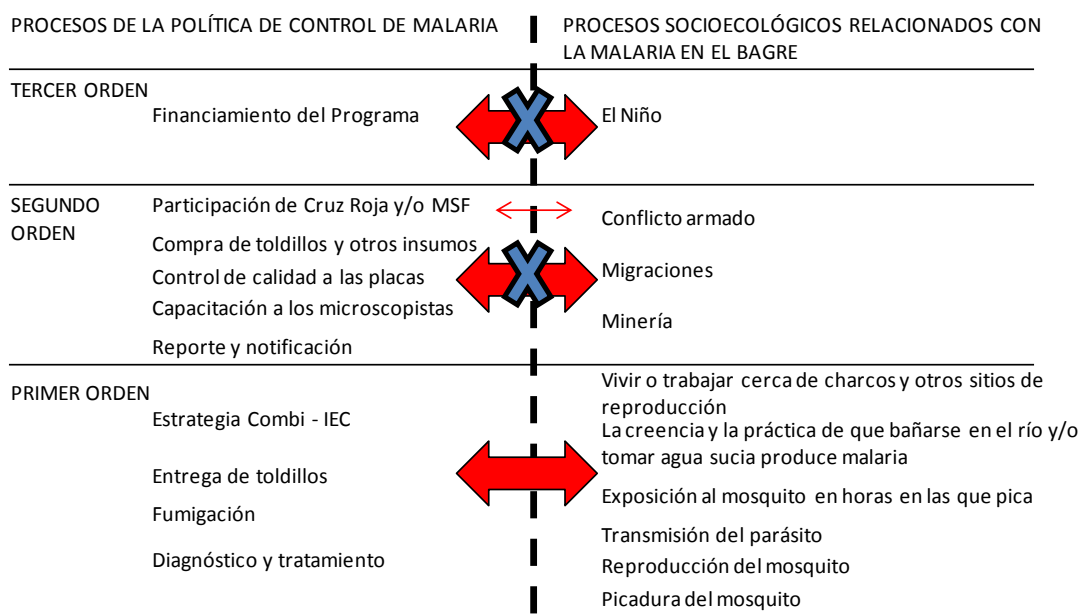 PROCESOS DE LA POLÍTICA DE CONTROL DE MALARIA
PROCESOS SOCIOECOLÓGICOS RELACIONADOS CON
LA MALARIA EN EL BAGRE
TERCER ORDEN
Financiamiento del Programa
El Niño
SEGUNDO
ORDEN
Participación de Cruz Roja y/o MSF
Compra de toldillos y otros insumos
Control de calidad a las placas
Capacitación a los microscopistas
Reporte y notificación
Conflicto armado
Migraciones
Minería
PRIMER ORDEN
Estrategia Combi - IEC
Entrega de toldillos
Fumigación
Diagnóstico y tratamiento
Vivir o trabajar cerca de charcos y otros sitios de
reproducción
La creencia y la práctica de que bañarse en el río y/o
tomar agua sucia produce malaria
Exposición al mosquito en horas en las que pica
Transmisión del parásito
Reproducción del mosquito
Picadura del mosquito